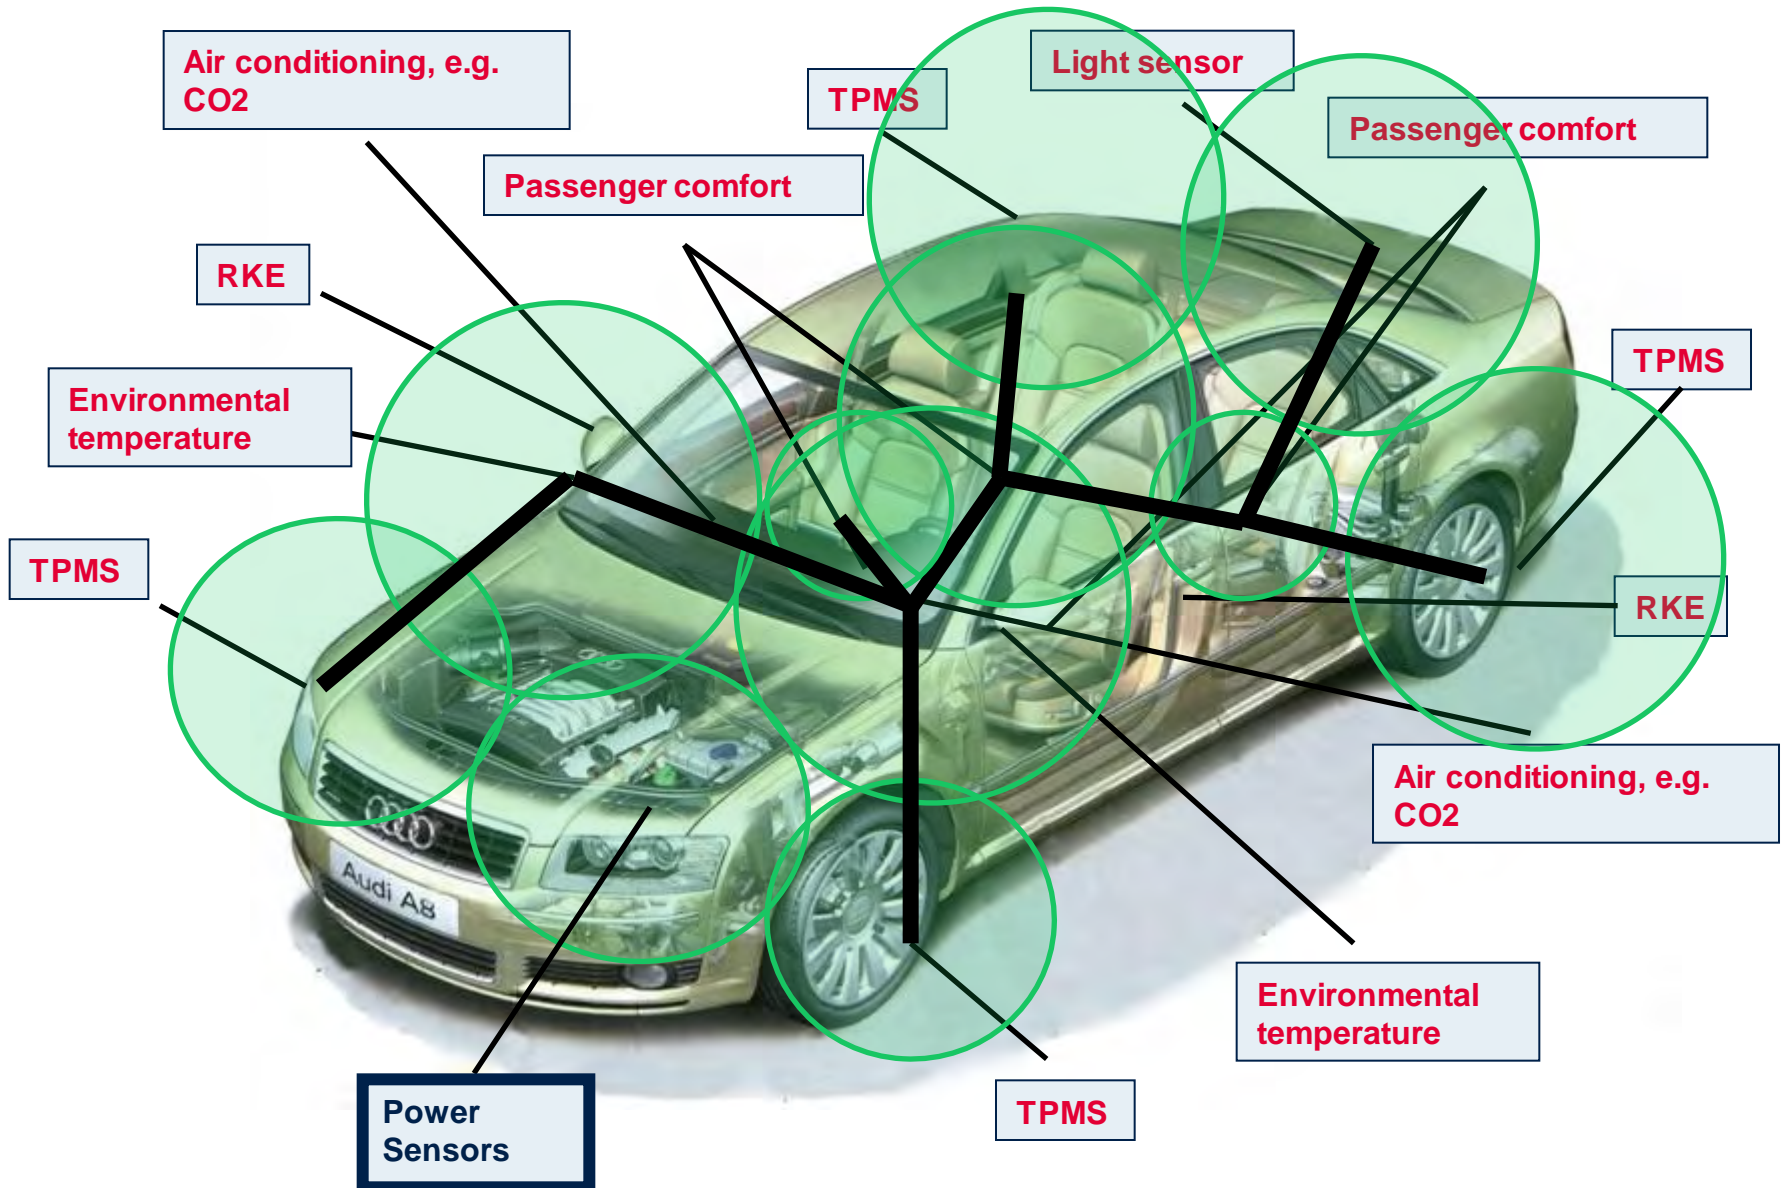 Air conditioning, e.g.
CO2
Light sensor
TPMS
Passenger comfort
Passenger comfort
RKE
TPMS
Environmental
temperature
TPMS
RKE
Air conditioning, e.g.
CO2
Audi A8
Environmental
temperature
Power
Sensors
TPMS